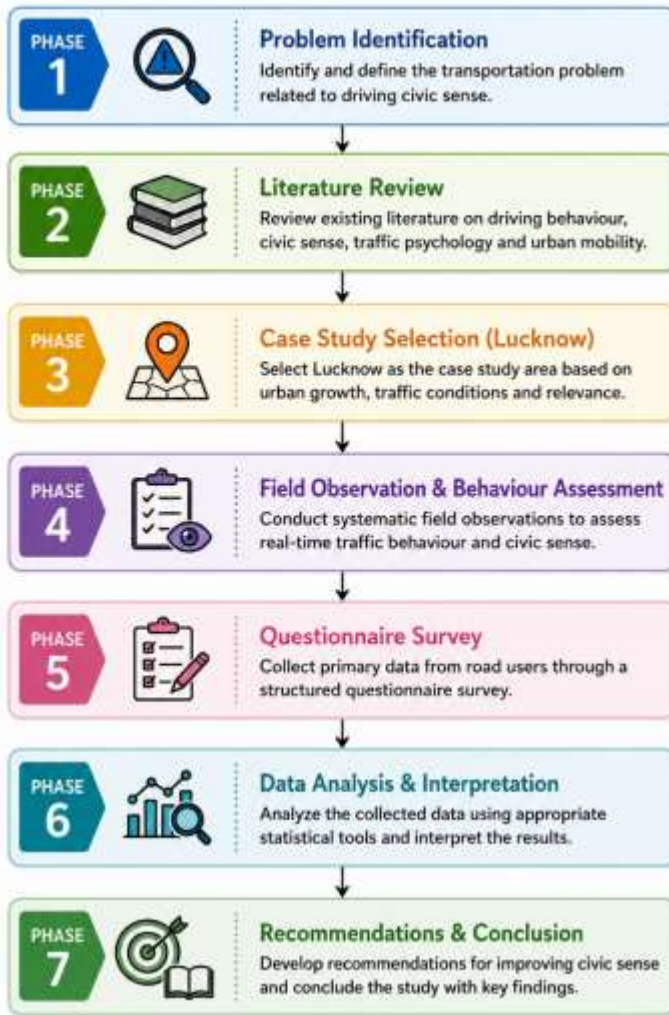 PHASE
1
Problem Identification
Identify and define the transportation problem
related to driving civic sense.
PHASE
2
Literature Review
Review existing literature on driving behaviour,
civic sense, traffic psychology and urban mobility.
PHASE
3
Case Study Selection (Lucknow)
Select Lucknow as the case study area based on
urban growth, traffic conditions and relevance.
PHASE
4
Field Observation & Behaviour Assessment
Conduct systematic field observations to assess
real-time traffic behaviour and civic sense.
PHASE
5
Questionnaire Survey
Collect primary data from road users through a
structured questionnaire survey.
PHASE
6
Data Analysis & Interpretation
Analyze the collected data using appropriate
statistical tools and interpret the results.
PHASE
7
Recommendations & Conclusion
Develop recommendations for improving civic sense
and conclude the study with key findings.